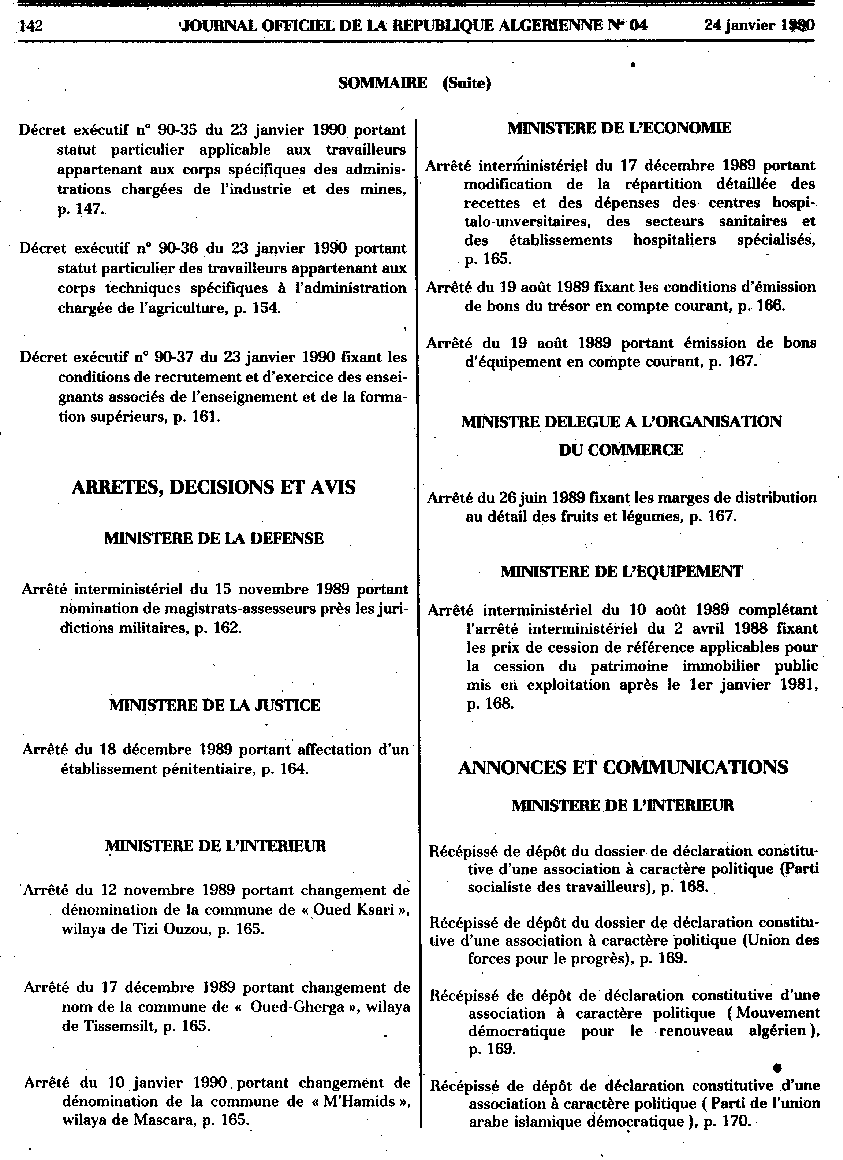 142
JOURNAL OFFICIEL DE LA REPUBLIQUE ALGERIENNE N° 04
24 janvier 1990
SOMMAIRE (Suite)
Décret exécutif n° 90-35 du 23 janvier 1990 portant
statut particulier applicable aux travailleurs
appartenant aux corps spécifiques des adminis-
trations chargées de l'industrie et des mines,
p. 147.
Décret exécutif n° 90-36 du 23 janvier 1990 portant
statut particulier des travailleurs appartenant aux
corps techniques spécifiques à l'administration
chargée de l'agriculture, p. 154.
Décret exécutif n° 90-37 du 23 janvier 1990 fixant les
conditions de recrutement et d'exercice des ensei-
gnants associés de l'enseignement et de la forma-
tion supérieurs, p. 161.
ARRETES, DECISIONS ET AVIS
MINISTERE DE LA DEFENSE
Arrêté interministériel du 15 novembre 1989 portant
nomination de magistrats-assesseurs près les juri-
dictions militaires, p. 162.
MINISTERE DE LA JUSTICE
Arrêté du 18 décembre 1989 portant affectation d'un
établissement pénitentiaire, p. 164.
MINISTERE DE L'INTERIEUR
Arrêté du 12 novembre 1989 portant changement de
dénomination de la commune de « Oued Ksari »,
wilaya de Tizi Ouzou, p. 165.
Arrêté du 17 décembre 1989 portant changement de
nom de la commune de « Oued-Gherga », wilaya
de Tissemsilt, p. 165.
Arrêté du 10 janvier 1990 portant changement de
dénomination de la commune de « M'Hamids »,
wilaya de Mascara, p. 165.
MINISTERE DE L'ECONOMIE
Arrêté interministériel du 17 décembre 1989 portant
modification de la répartition détaillée des
recettes et des dépenses des centres hospi-
talo-unversitaires, des secteurs sanitaires et
des établissements hospitaliers spécialisés,
p. 165.
Arrêté du 19 août 1989 fixant les conditions d'émission
de bons du trésor en compte courant, p. 166.
Arrêté du 19 août 1989 portant émission de bons
d'équipement en compte courant, p. 167.
MINISTRE DELEGUE A L'ORGANISATION
DU COMMERCE
Arrêté du 26 juin 1989 fixant les marges de distribution
au détail des fruits et légumes, p. 167.
MINISTERE DE L'EQUIPEMENT
Arrêté interministériel du 10 août 1989 complétant
l'arrêté interministériel du 2 avril 1988 fixant
les prix de cession de référence applicables pour
la cession du patrimoine immobilier public
mis en exploitation après le 1er janvier 1981,
p. 168.
ANNONCES ET COMMUNICATIONS
MINISTERE DE L'INTERIEUR
Récépissé de dépôt du dossier de déclaration constitu-
tive d'une association à caractère politique (Parti
socialiste des travailleurs), p. 168.
Récépissé de dépôt du dossier de déclaration constitu-
tive d'une association à caractère politique (Union des
forces pour le progrès), p. 169.
Récépissé de dépôt de déclaration constitutive d'une
association à caractère politique ( Mouvement
démocratique pour le renouveau algérien ),
p. 169.
Récépissé de dépôt de déclaration constitutive d'une
association à caractère politique ( Parti de l'union
arabe islamique démocratique ), p. 170.